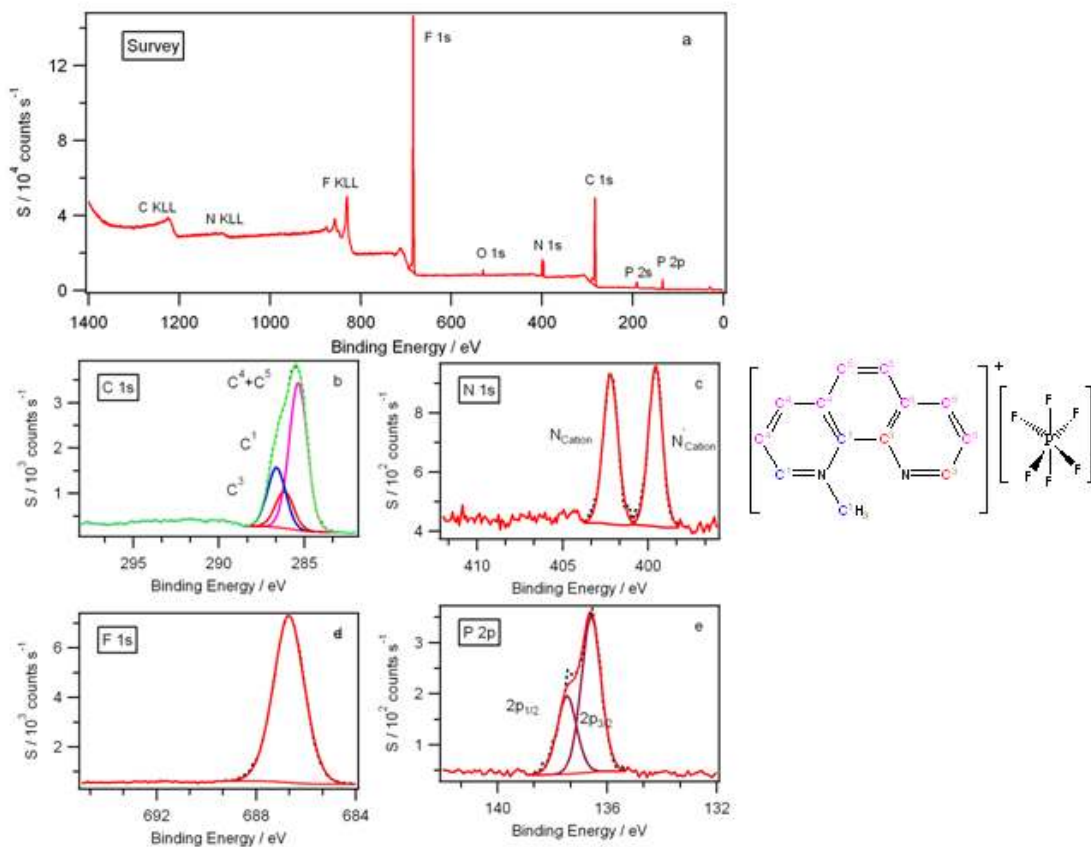 Survey
a
S / 10⁴ counts s⁻¹
12
8
4
0
C KLL
N KLL
F KLL
F 1s
O 1s
N 1s
C 1s
P 2s
P 2p
1400 1200 1000 800 600 400 200 0
Binding Energy / eV
C 1s
b
S / 10³ counts s⁻¹
3
2
1
C⁴+C⁵
C¹
C³
295 290 285
Binding Energy / eV
N 1s
c
S / 10² counts s⁻¹
8
6
4
N Cation
N' Cation
410 405 400
Binding Energy / eV
+
N
N
H₃
F F F
P
F F F
F 1s
d
S / 10³ counts s⁻¹
6
4
2
692 688 684
Binding Energy / eV
P 2p
e
S / 10² counts s⁻¹
3
2
1
2p1/2
2p3/2
140 136 132
Binding Energy / eV